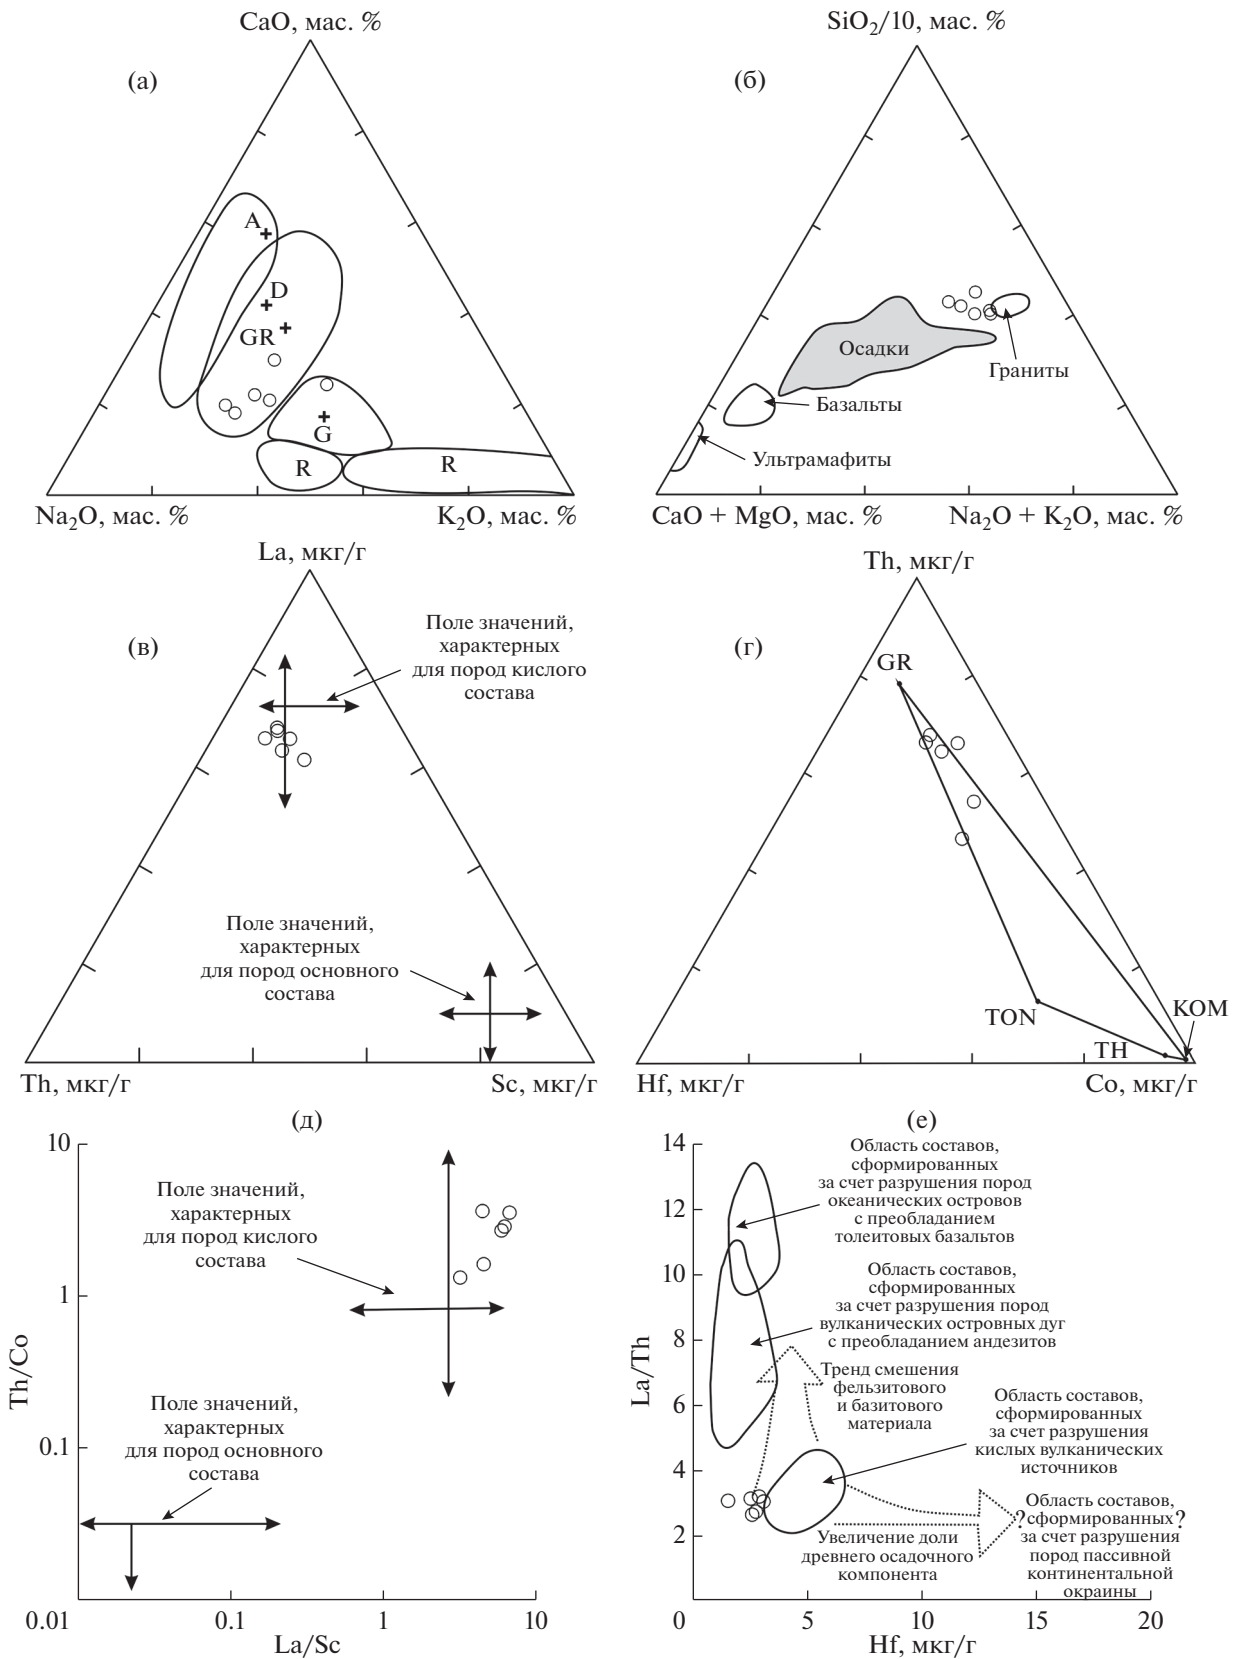 CaO, мас. %
(а)
A
D
GR
G
R
R
Na₂O, мас. %
K₂O, мас. %
SiO₂/10, мас. %
(б)
Осадки
Граниты
Базальты
Ультрамафиты
CaO + MgO, мас. %
Na₂O + K₂O, мас. %
La, мкг/г
(в)
Поле значений,
характерных
для пород кислого
состава
Поле значений,
характерных
для пород основного
состава
Th, мкг/г
Sc, мкг/г
Th, мкг/г
(г)
GR
TON
TH
KOM
Hf, мкг/г
Co, мкг/г
(д)
10
1
0.1
0.01
0.1
1
10
Th/Co
La/Sc
Поле значений,
характерных
для пород кислого
состава
Поле значений,
характерных
для пород основного
состава
(е)
14
12
10
8
6
4
2
0
5
10
15
20
La/Th
Hf, мкг/г
Область составов,
сформированных
за счет разрушения пород
океанических островов
с преобладанием
толеитовых базальтов
Область составов,
сформированных
за счет разрушения пород
вулканических островных дуг
с преобладанием андезитов
Тренд смешения
фельзитового
и базитового
материала
Область составов,
сформированных
за счет разрушения
кислых вулканических
источников
Область составов,
?сформированных?
за счет разрушения
пород пассивной
континентальной
окраины
Увеличение доли
древнего осадочного
компонента